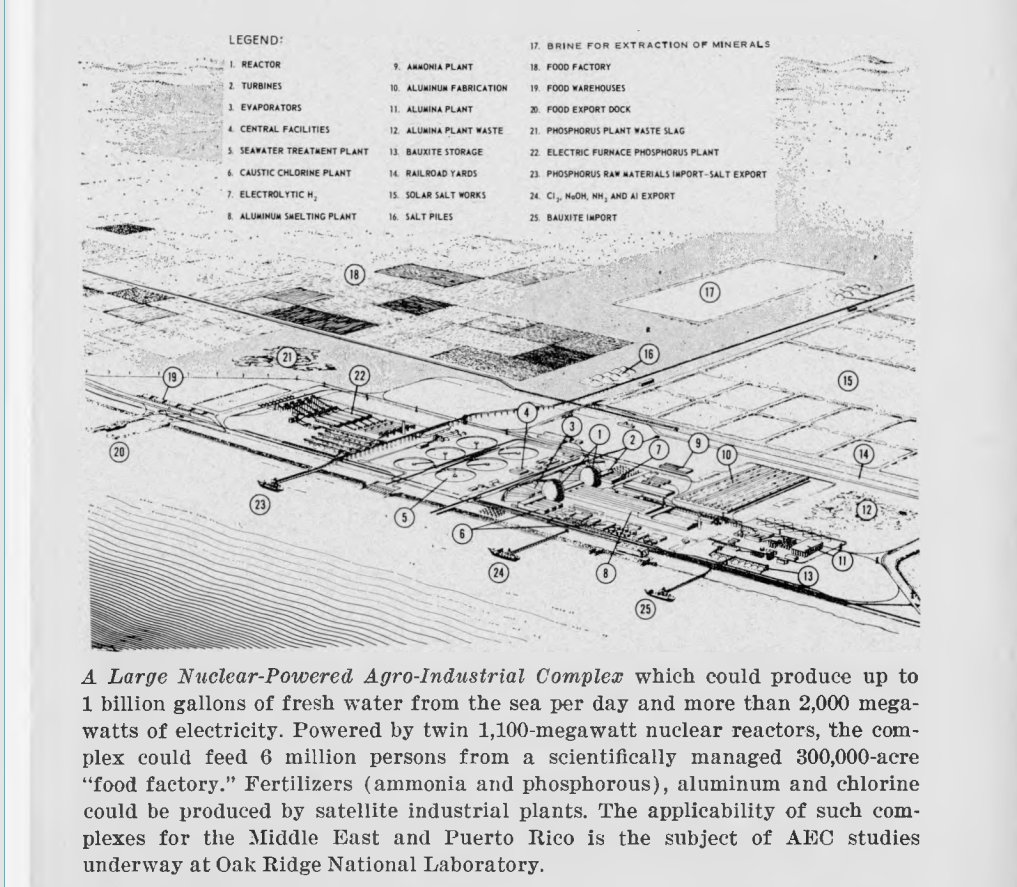 LEGEND:
1. REACTOR
2. TURBINES
3. EVAPORATORS
4. CENTRAL FACILITIES
5. SEAWATER TREATMENT PLANT
6. CAUSTIC CHLORINE PLANT
7. ELECTROLYTIC H₂
8. ALUMINUM SMELTING PLANT
9. AMMONIA PLANT
10. ALUMINUM FABRICATION
11. ALUMINA PLANT
12. ALUMINA PLANT WASTE
13. BAUXITE STORAGE
14. RAILROAD YARDS
15. SOLAR SALT WORKS
16. SALT PILES
17. BRINE FOR EXTRACTION OF MINERALS
18. FOOD FACTORY
19. FOOD WAREHOUSES
20. FOOD EXPORT DOCK
21. PHOSPHORUS PLANT WASTE SLAG
22. ELECTRIC FURNACE PHOSPHORUS PLANT
23. PHOSPHORUS RAW MATERIALS IMPORT-SALT EXPORT
24. Cl₂, NaOH, NH₃ AND Al EXPORT
25. BAUXITE IMPORT
18
17
21
16
15
19
22
4
3
1
2
7
9
10
14
20
23
5
6
12
11
24
8
13
25
A Large Nuclear-Powered Agro-Industrial Complex which could produce up to
1 billion gallons of fresh water from the sea per day and more than 2,000 mega-
watts of electricity. Powered by twin 1,100-megawatt nuclear reactors, the com-
plex could feed 6 million persons from a scientifically managed 300,000-acre
“food factory.” Fertilizers (ammonia and phosphorous), aluminum and chlorine
could be produced by satellite industrial plants. The applicability of such com-
plexes for the Middle East and Puerto Rico is the subject of AEC studies
underway at Oak Ridge National Laboratory.